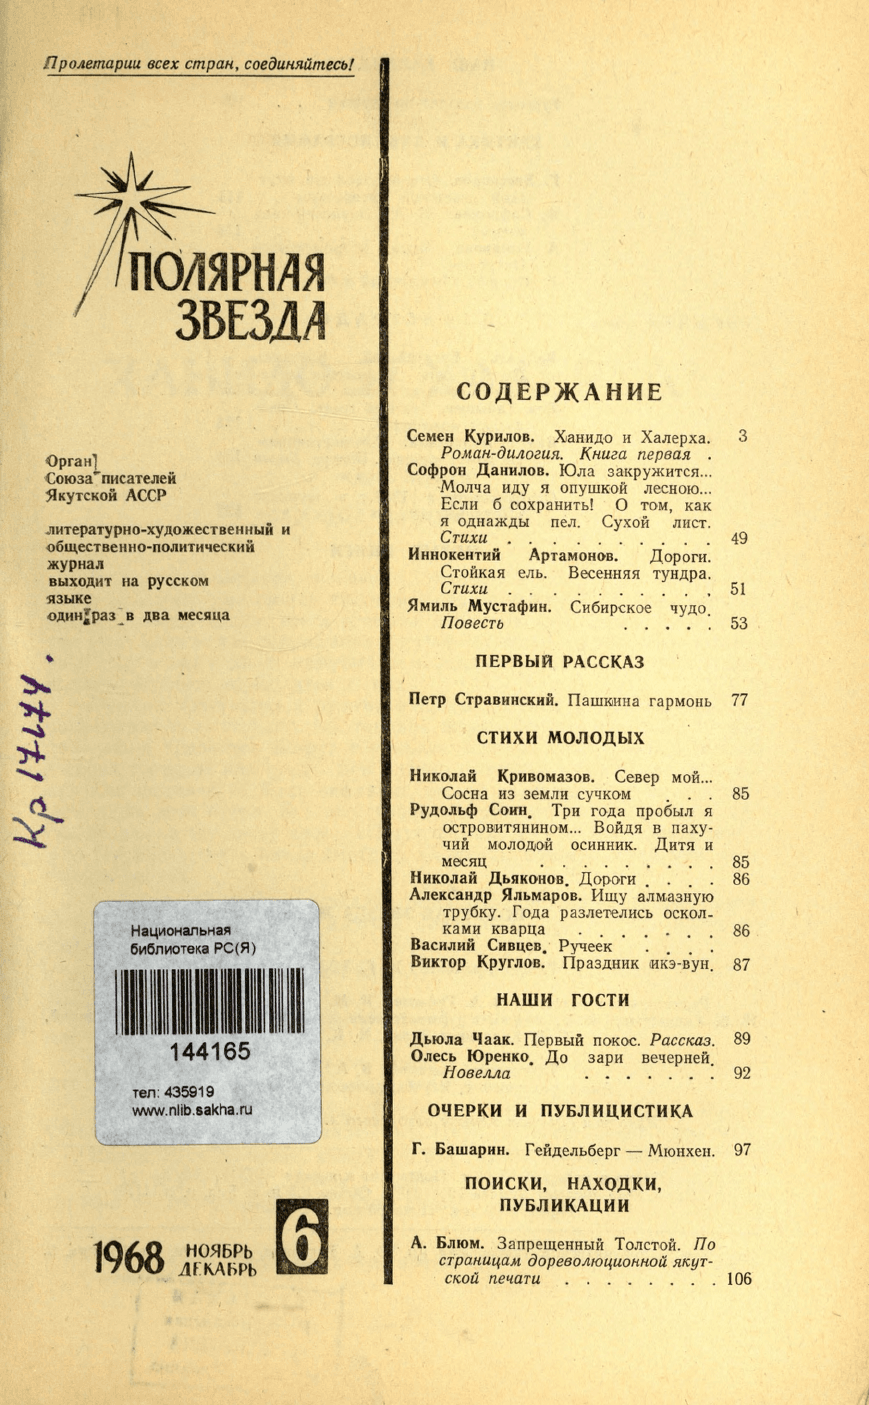 Пролетарии всех стран, соединяйтесь!
ПОЛЯРНАЯ
ЗВЕЗДА
Орган
Союза писателей
Якутской АССР
литературно-художественный и
общественно-политический
журнал
выходит на русском
языке
один раз в два месяца
Кр 17174.
Национальная
библиотека РС(Я)
144165
тел: 435919
www.nlib.sakha.ru
1968 НОЯБРЬ
ДЕКАБРЬ
6
СОДЕРЖАНИЕ
Семен Курилов. Ханидо и Халерха. 3
Роман-дилогия. Книга первая .
Софрон Данилов. Юла закружится...
Молча иду я опушкой лесною...
Если б сохранить! О том, как
я однажды пел. Сухой лист.
Стихи . . . . . . . . . . 49
Иннокентий Артамонов. Дороги.
Стойкая ель. Весенняя тундра.
Стихи . . . . . . . . . . 51
Ямиль Мустафин. Сибирское чудо.
Повесть . . . . . 53
ПЕРВЫЙ РАССКАЗ
Петр Стравинский. Пашкина гармонь 77
СТИХИ МОЛОДЫХ
Николай Кривомазов. Север мой...
Сосна из земли сучком . . . 85
Рудольф Соин. Три года пробыл я
островитянином... Войдя в паху-
чий молодой осинник. Дитя и
месяц . . . . . . . . . 85
Николай Дьяконов. Дороги . . . . 86
Александр Яльмаров. Ищу алмазную
трубку. Года разлетелись оскол-
ками кварца . . . . . . . 86
Василий Сивцев. Ручеек . . . .
Виктор Круглов. Праздник икэ-вун. 87
НАШИ ГОСТИ
Дьюла Чаак. Первый покос. Рассказ. 89
Олесь Юренко. До зари вечерней.
Новелла . . . . . . . 92
ОЧЕРКИ И ПУБЛИЦИСТИКА
Г. Башарин. Гейдельберг — Мюнхен. 97
ПОИСКИ, НАХОДКИ,
ПУБЛИКАЦИИ
А. Блюм. Запрещенный Толстой. По
страницам дореволюционной якут-
ской печати . . . . . . . . 106